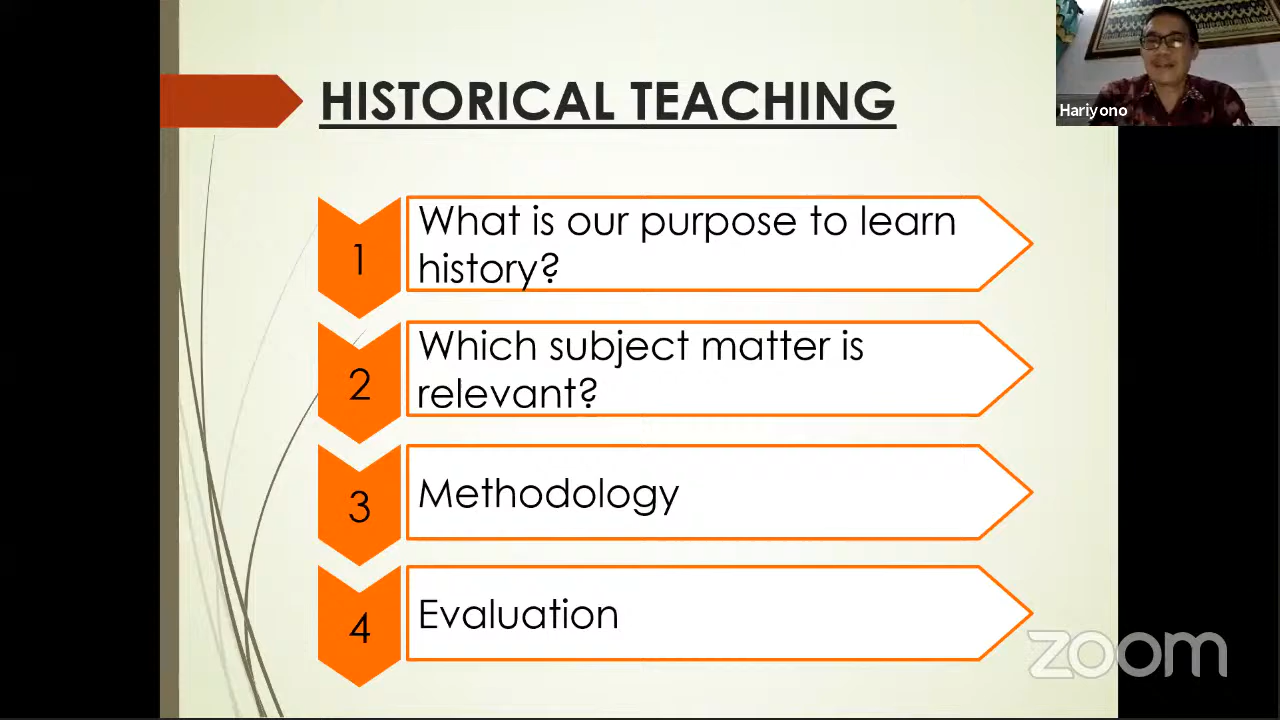 HISTORICAL TEACHING
Hariyono
1
What is our purpose to learn
history?
2
Which subject matter is
relevant?
3
Methodology
4
Evaluation
zoom